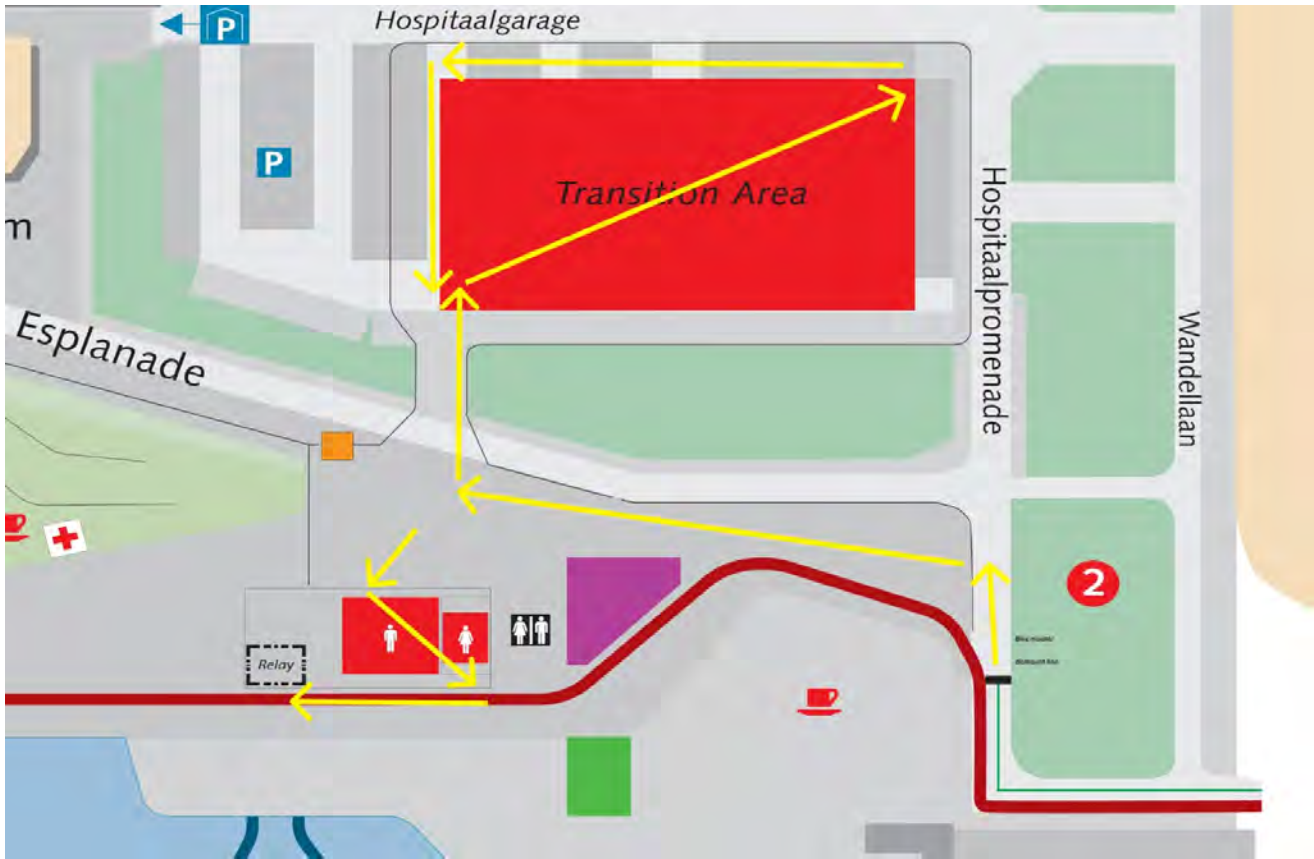 P
Hospitaalgarage
P
Transition Area
m
Esplanade
Hospitaalpromenade
Wandellaan
2
Relay